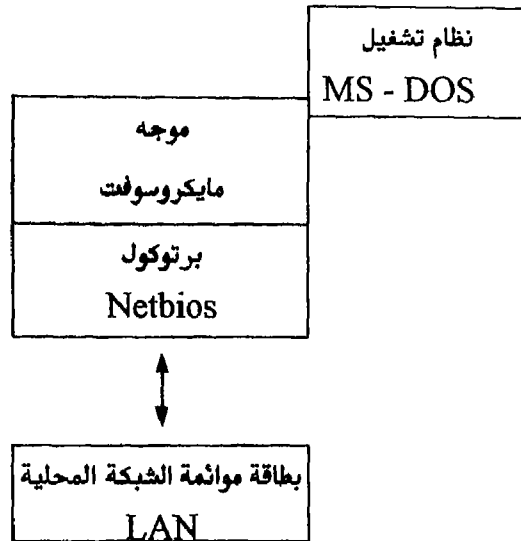 نظام تشغيل
MS - DOS
موجه
مايكروسوفت
برتوكول
Netbios
بطاقة موائمة الشبكة المحلية
LAN